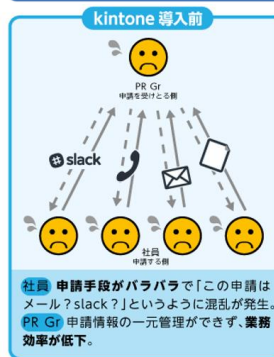 kintone 導入前
PR Gr
申請を受けとる側
slack
社員
申請する側
社員 申請手段がバラバラで「この申請は
メール？slack？」というように混乱が発生。
PR Gr 申請情報の一元管理ができず、業務
効率が低下。